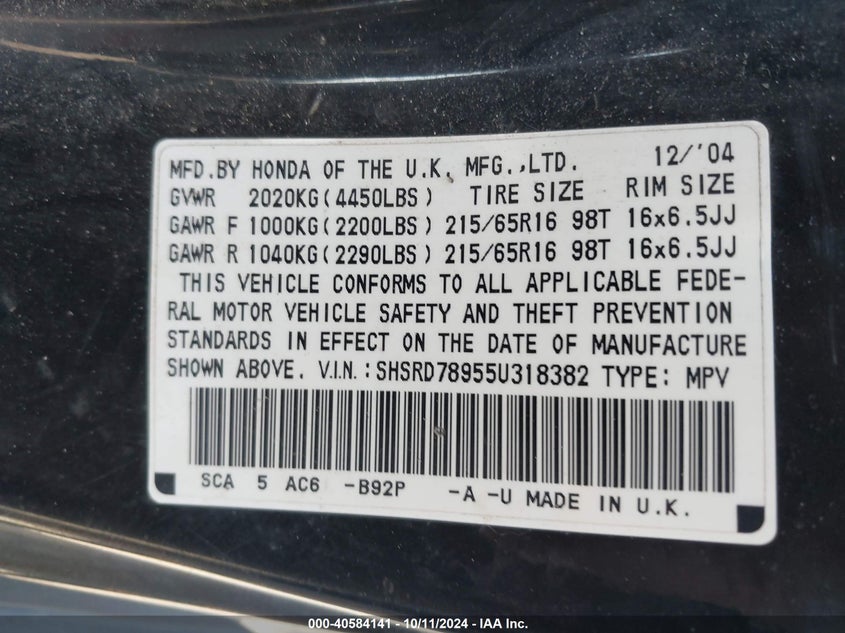 MFD.BY HONDA OF THE U.K. MFG.,LTD. 12/'04
GVWR 2020KG(4450LBS) TIRE SIZE RIM SIZE
GAWR F 1000KG(2200LBS) 215/65R16 98T 16x6.5JJ
GAWR R 1040KG(2290LBS) 215/65R16 98T 16x6.5JJ
THIS VEHICLE CONFORMS TO ALL APPLICABLE FEDE-
RAL MOTOR VEHICLE SAFETY AND THEFT PREVENTION
STANDARDS IN EFFECT ON THE DATE OF MANUFACTURE
SHOWN ABOVE. V.I.N.: SHSRD78955U318382 TYPE: MPV
SCA 5 AC6 -B92P -A -U MADE IN U.K.
000-40584141 - 10/11/2024 - IAA Inc.